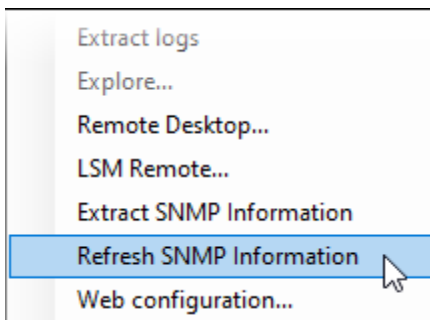 Extract logs
Explore...
Remote Desktop...
LSM Remote...
Extract SNMP Information
Refresh SNMP Information
Web configuration...